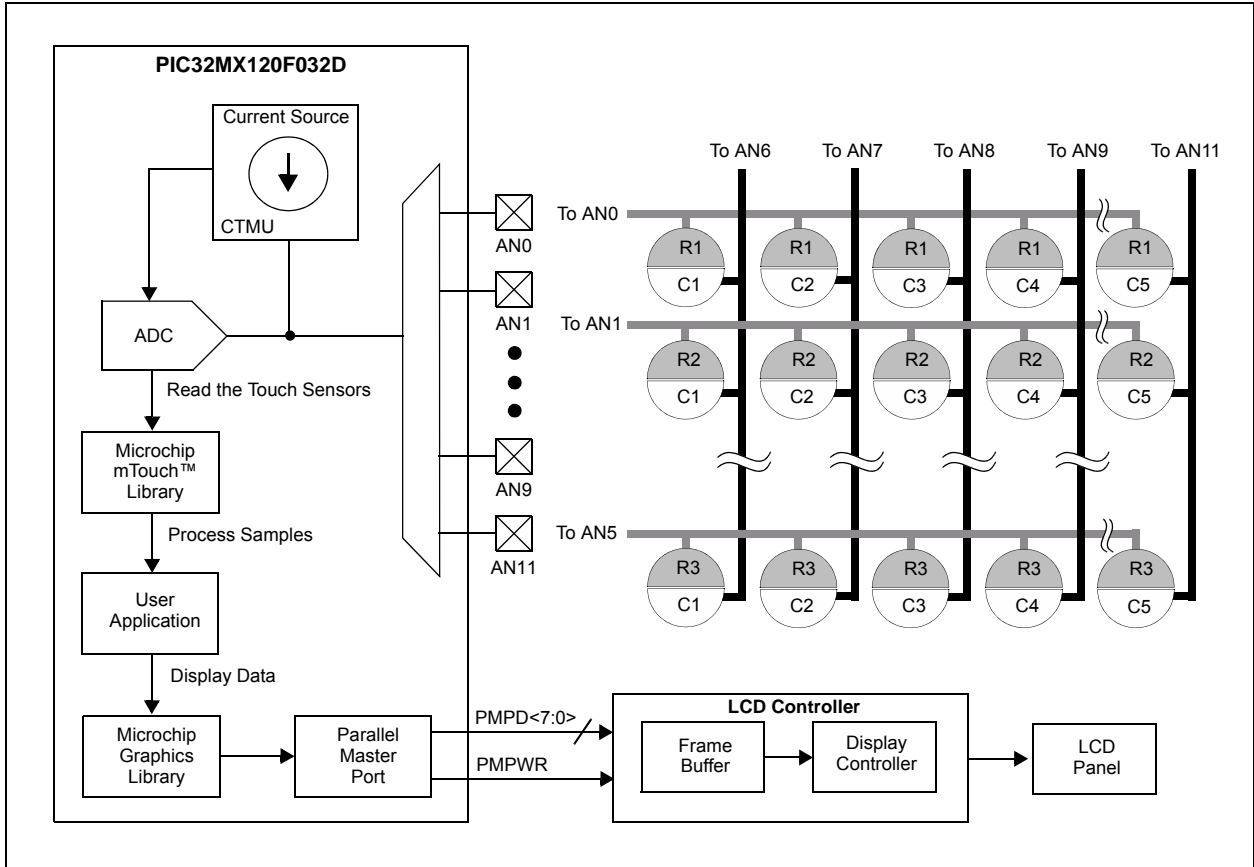 PIC32MX120F032D
Current Source
CTMU
ADC
Read the Touch Sensors
Microchip
mTouch™
Library
Process Samples
User
Application
Display Data
Microchip
Graphics
Library
Parallel
Master
Port
AN0
AN1
AN9
AN11
To AN6
To AN7
To AN8
To AN9
To AN11
To AN0
R1
R1
R1
R1
R1
C1
C2
C3
C4
C5
To AN1
R2
R2
R2
R2
R2
C1
C2
C3
C4
C5
To AN5
R3
R3
R3
R3
R3
C1
C2
C3
C4
C5
PMPD<7:0>
PMPWR
LCD Controller
Frame
Buffer
Display
Controller
LCD
Panel